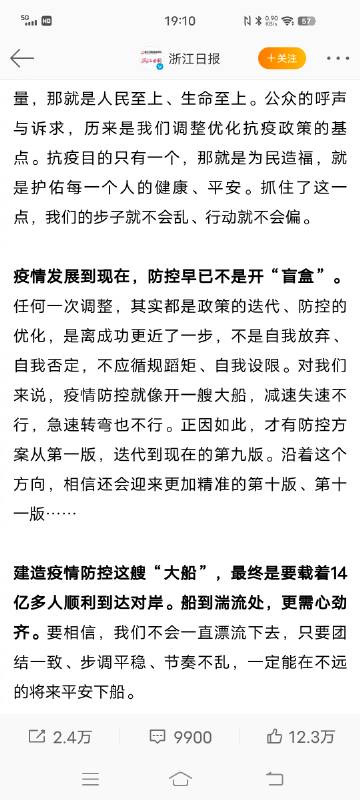 5G HD
19:10
0.90
KB/s
57
浙江日报
+关注
量，那就是人民至上、生命至上。公众的呼声
与诉求，历来是我们调整优化抗疫政策的基
点。抗疫目的只有一个，那就是为民造福，就
是护佑每一个人的健康、平安。抓住了这一
点，我们的步子就不会乱、行动就不会偏。
疫情发展到现在，防控早已不是开“盲盒”。
任何一次调整，其实都是政策的迭代、防控的
优化，是离成功更近了一步，不是自我放弃、
自我否定，不应循规蹈矩、自我设限。对我们
来说，疫情防控就像开一艘大船，减速失速不
行，急速转弯也不行。正因如此，才有防控方
案从第一版，迭代到现在的第九版。沿着这个
方向，相信还会迎来更加精准的第十版、第十
一版……
建造疫情防控这艘“大船”，最终是要载着14
亿多人顺利到达对岸。船到湍流处，更需心劲
齐。要相信，我们不会一直漂流下去，只要团
结一致、步调平稳、节奏不乱，一定能在不远
的将来平安下船。
2.4万
9900
12.3万